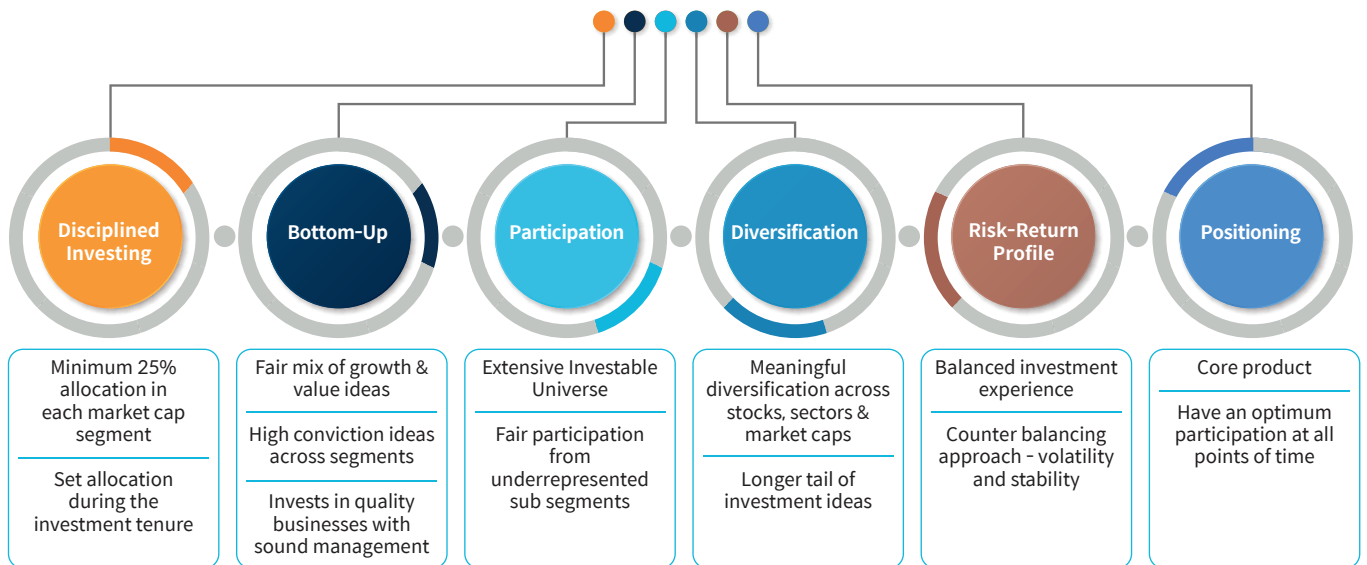 Disciplined
Investing
Bottom-Up
Participation
Diversification
Risk-Return
Profile
Positioning
Minimum 25%
allocation in
each market cap
segment
Set allocation
during the
investment tenure
Fair mix of growth &
value ideas
High conviction ideas
across segments
Invests in quality
businesses with
sound management
Extensive Investable
Universe
Fair participation
from
underrepresented
sub segments
Meaningful
diversification across
stocks, sectors &
market caps
Longer tail of
investment ideas
Balanced investment
experience
Counter balancing
approach - volatility
and stability
Core product
Have an optimum
participation at all
points of time